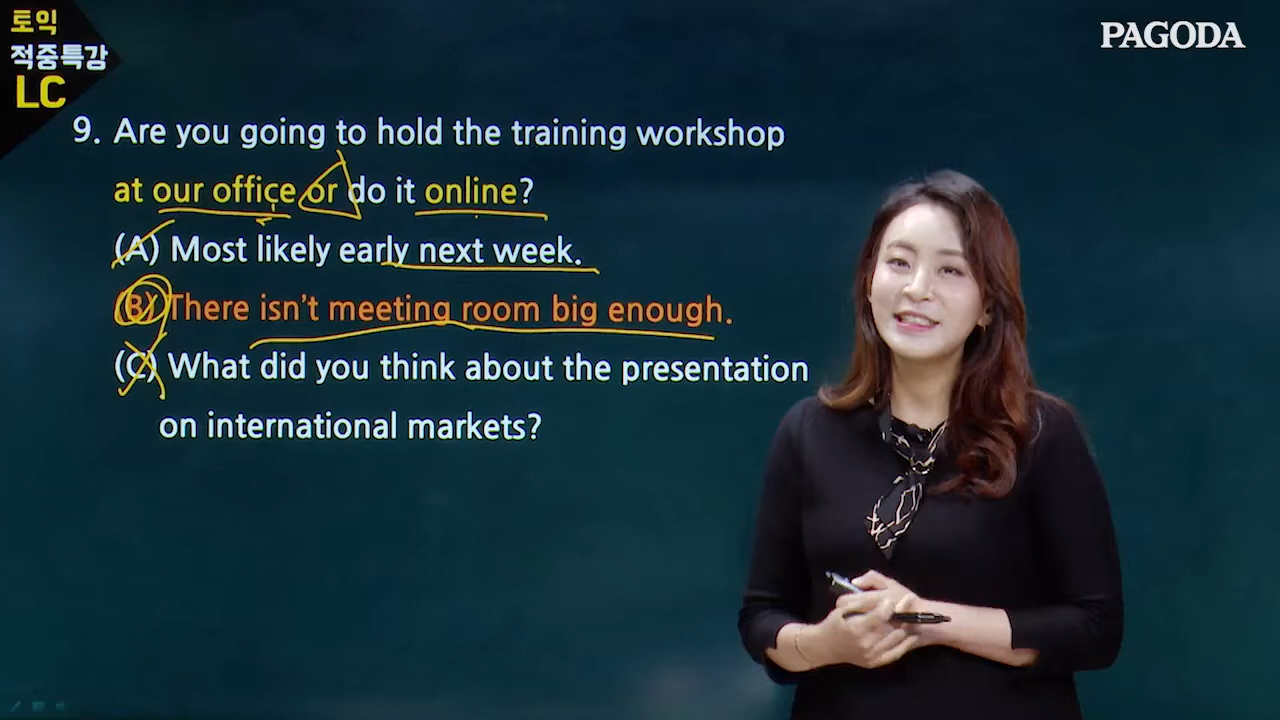 토익
적중특강
LC
PAGODA
9. Are you going to hold the training workshop
at our office or do it online?
(A) Most likely early next week.
(B) There isn't meeting room big enough.
(C) What did you think about the presentation
on international markets?